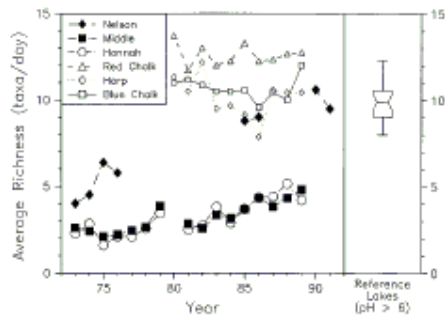 15
15
Nelson
Middle
Hannah
Red Chalk
Harp
Blue Chalk
10
10
5
5
0
0
Average Richness (taxa/day)
75
80
85
90
Year
Reference
Lakes
(pH > 6)